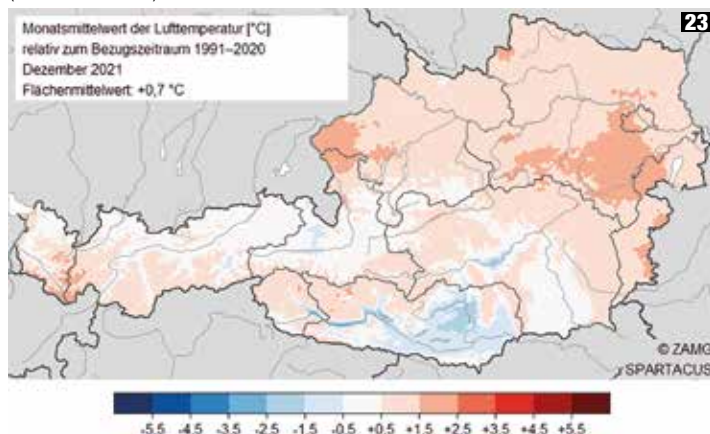 23
Monatsmittelwert der Lufttemperatur [°C]
relativ zum Bezugszeitraum 1991–2020
Dezember 2021
Flächenmittelwert: +0,7 °C
© ZAMG
SPARTACUS
-5.5 -4.5 -3.5 -2.5 -1.5 -0.5 +0.5 +1.5 +2.5 +3.5 +4.5 +5.5